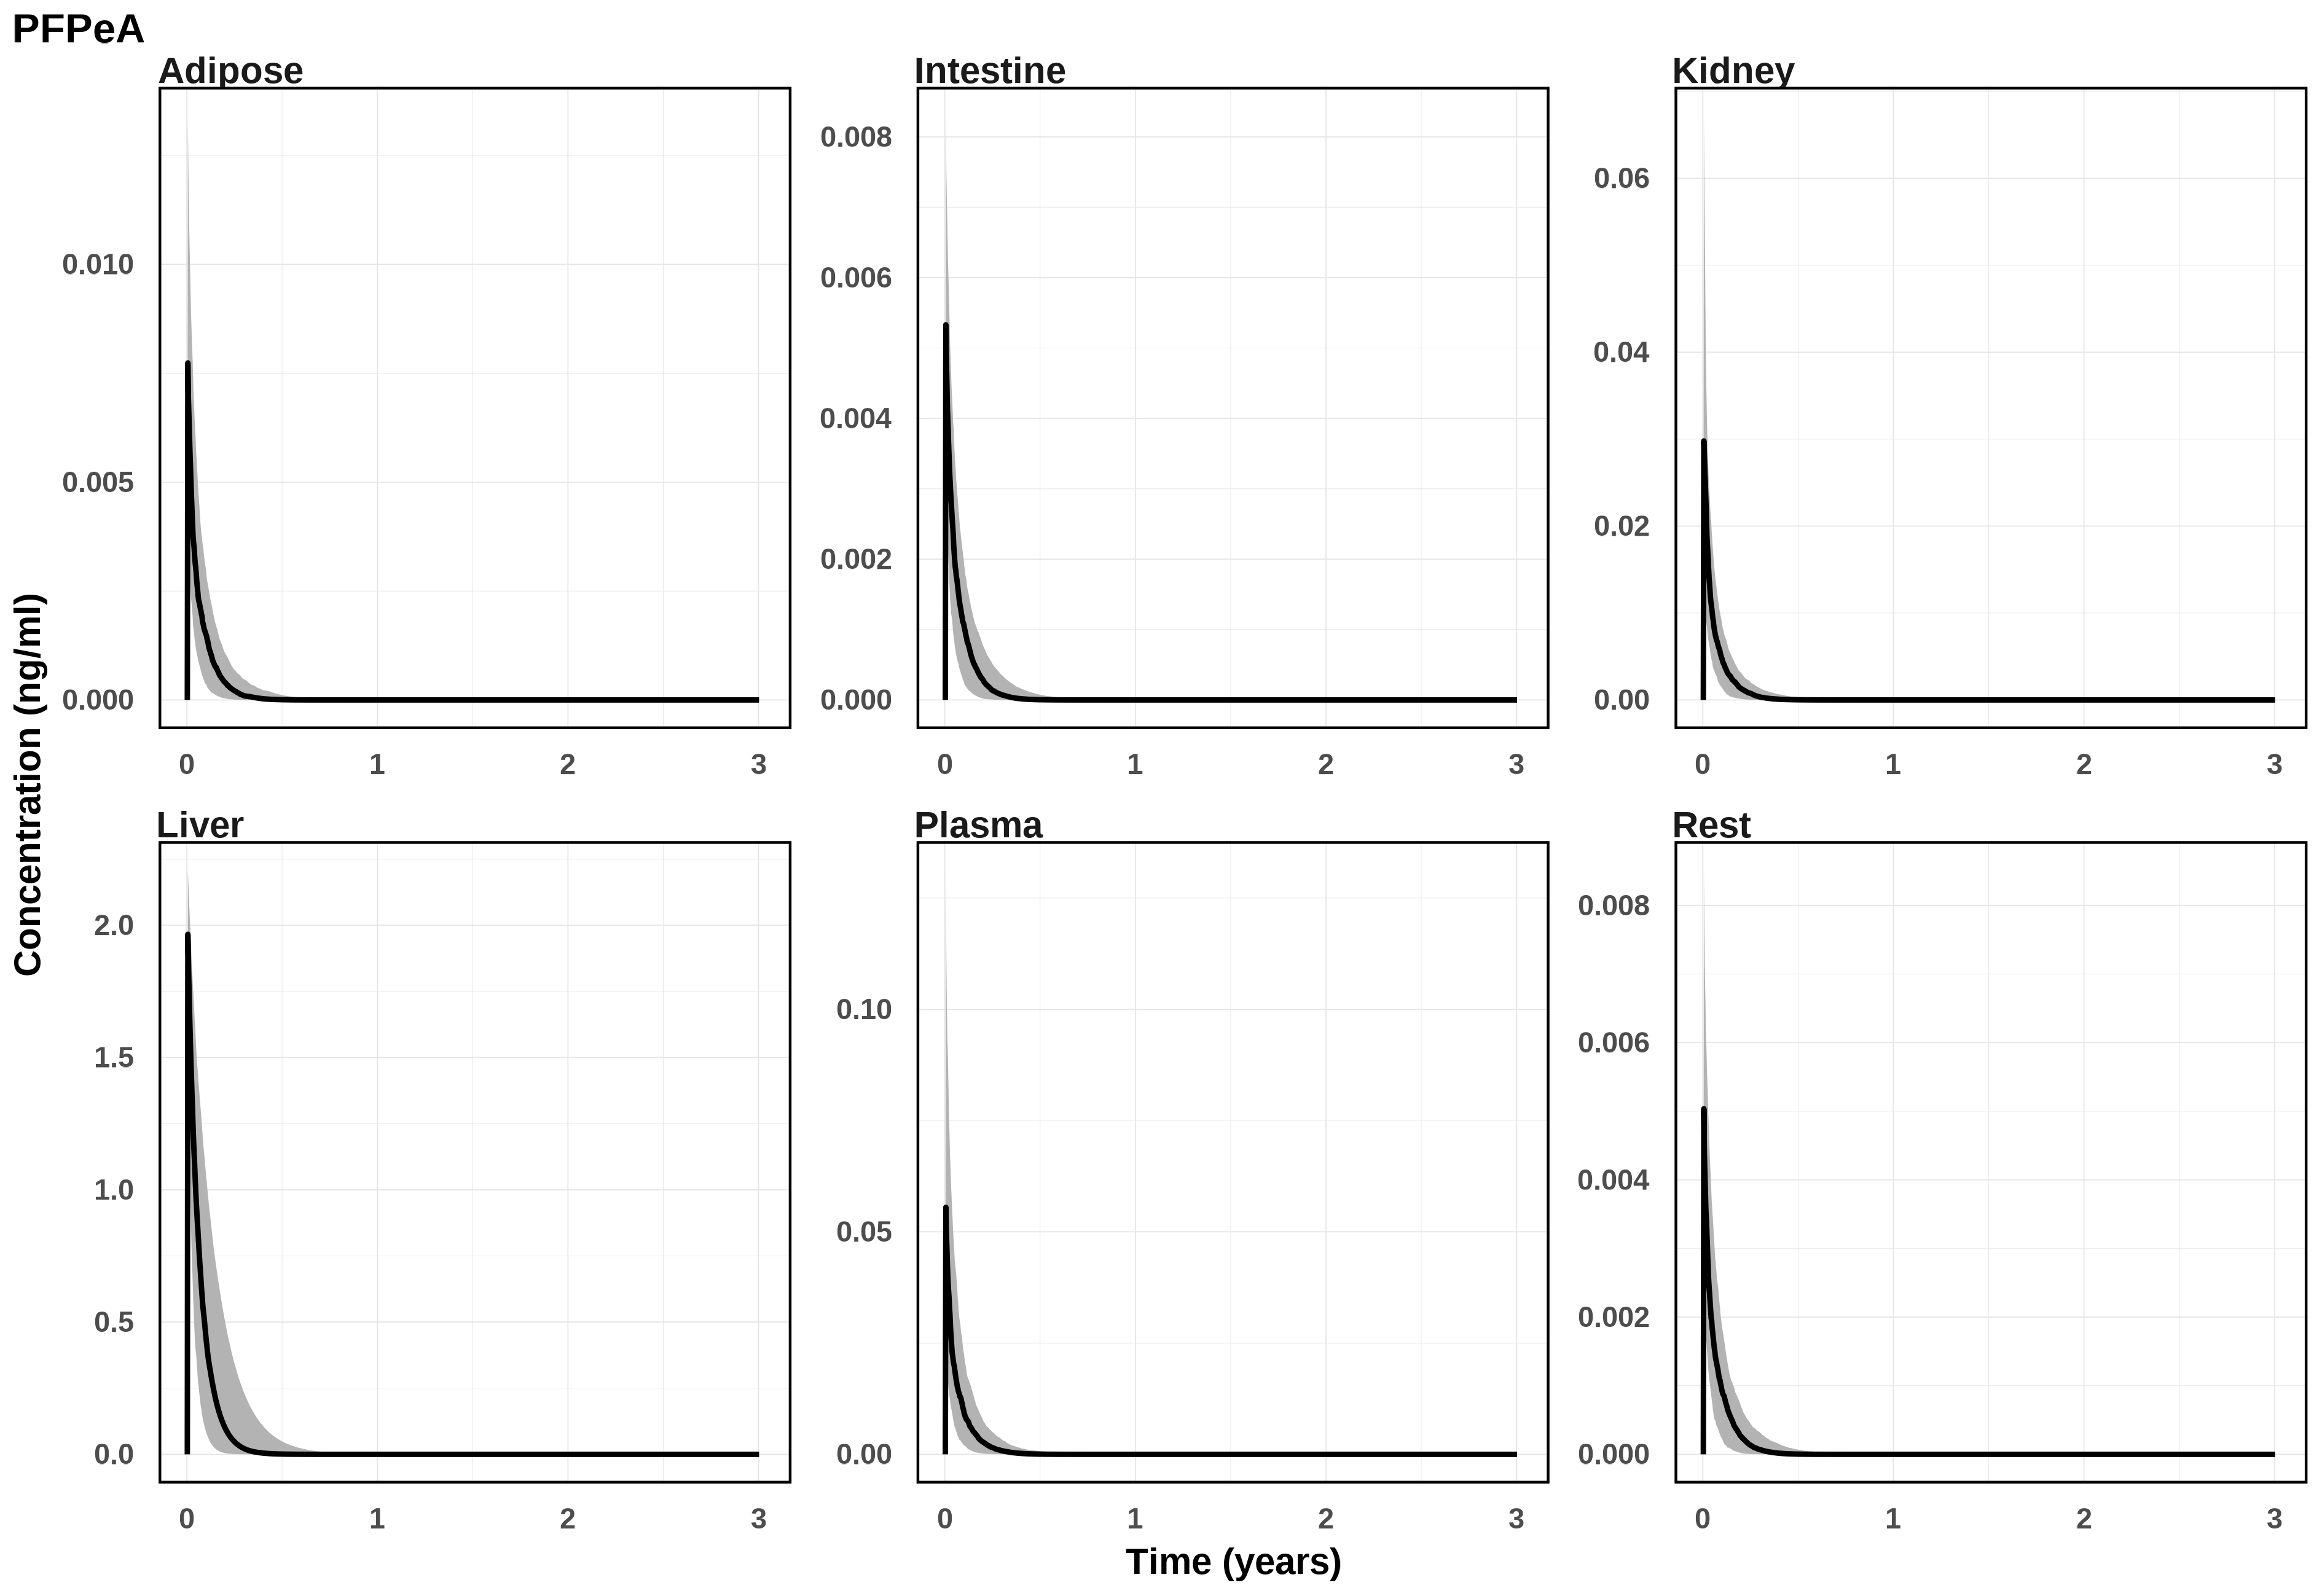 PFPeA
Adipose Intestine Kidney
0.010
0.005
0.000
0 1 2 3
0.008
0.006
0.004
0.002
0.000
0 1 2 3
0.06
0.04
0.02
0.00
0 1 2 3
Concentration (ng/ml)
Liver Plasma Rest
2.0
1.5
1.0
0.5
0.0
0 1 2 3
0.10
0.05
0.00
0 1 2 3
0.008
0.006
0.004
0.002
0.000
0 1 2 3
Time (years)